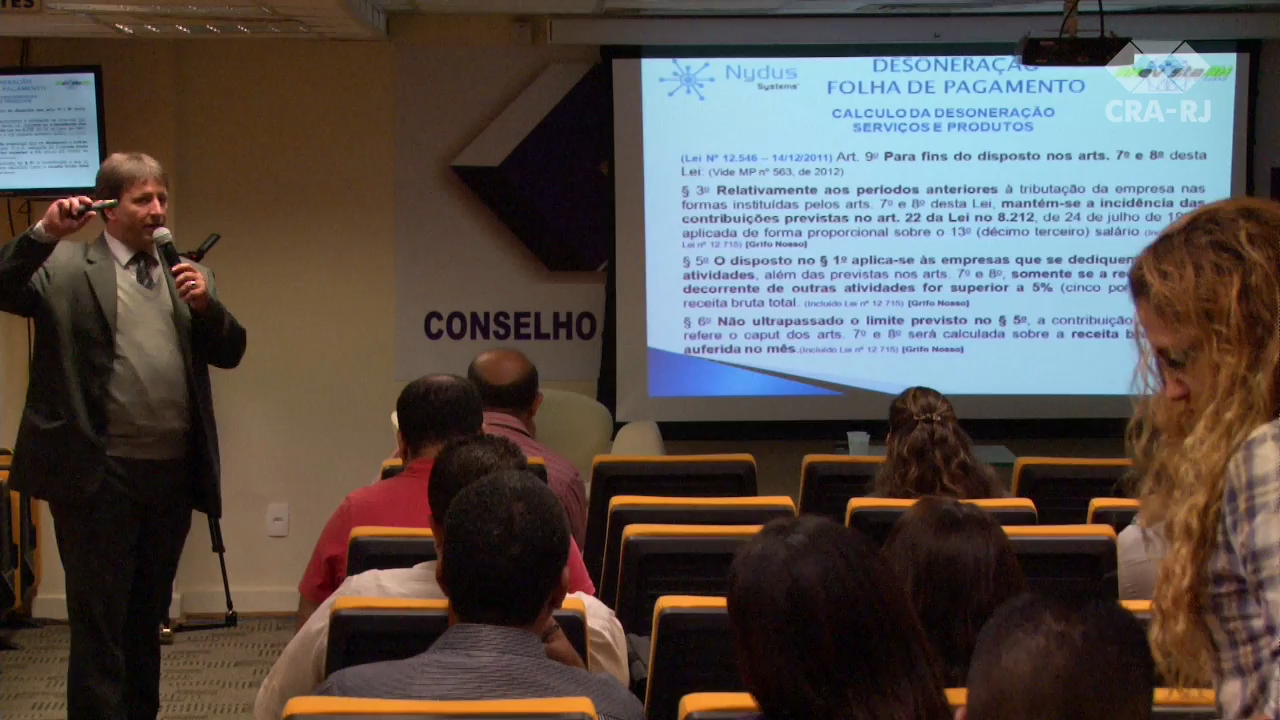 TES
DESONERAÇÃO
Nydus
Systems
FOLHA DE PAGAMENTO
CRA-RJ
CALCULO DA DESONERAÇÃO
SERVIÇOS E PRODUTOS
(Lei Nº 12.546 – 14/12/2011) Art. 9º Para fins do disposto nos arts. 7º e 8º desta
Lei: (Vide MP nº 563, de 2012)
§ 3º Relativamente aos períodos anteriores à tributação da empresa nas
formas instituídas pelos arts. 7º e 8º desta Lei, mantém-se a incidência das
contribuições previstas no art. 22 da Lei no 8.212, de 24 de julho de
aplicada de forma proporcional sobre o 13º (décimo terceiro) salário
Lei nº 12 715) [Grifo Nosso]
§ 5º O disposto no § 1º aplica-se às empresas que se dediquem
atividades, além das previstas nos arts. 7º e 8º, somente se a
decorrente de outras atividades for superior a 5% (cinco
receita bruta total. (Incluído Lei nº 12 715) [Grifo Nosso]
§ 6º Não ultrapassado o limite previsto no § 5º, a contribuição
refere o caput dos arts. 7º e 8º será calculada sobre a receita
auferida no mês.(Incluído Lei nº 12 715) [Grifo Nosso]
CONSELHO